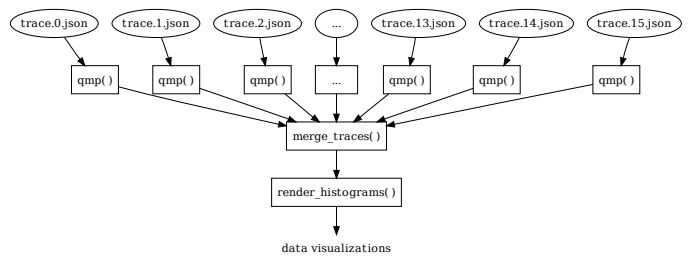 trace.0.json
trace.1.json
trace.2.json
...
trace.13.json
trace.14.json
trace.15.json
qmp( )
qmp( )
qmp( )
...
qmp( )
qmp( )
qmp( )
merge_traces( )
render_histograms( )
data visualizations